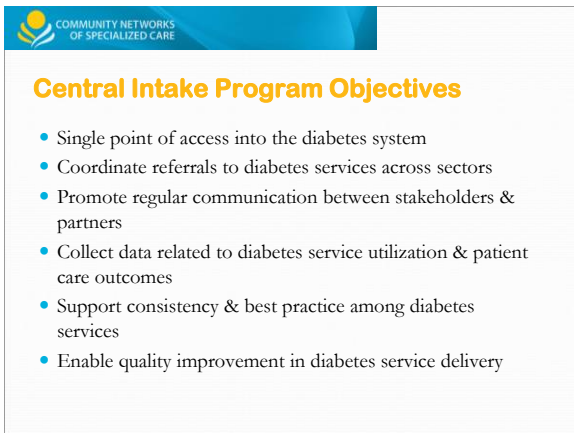 COMMUNITY NETWORKS
OF SPECIALIZED CARE
Central Intake Program Objectives
• Single point of access into the diabetes system
• Coordinate referrals to diabetes services across sectors
• Promote regular communication between stakeholders &
partners
• Collect data related to diabetes service utilization & patient
care outcomes
• Support consistency & best practice among diabetes
services
• Enable quality improvement in diabetes service delivery